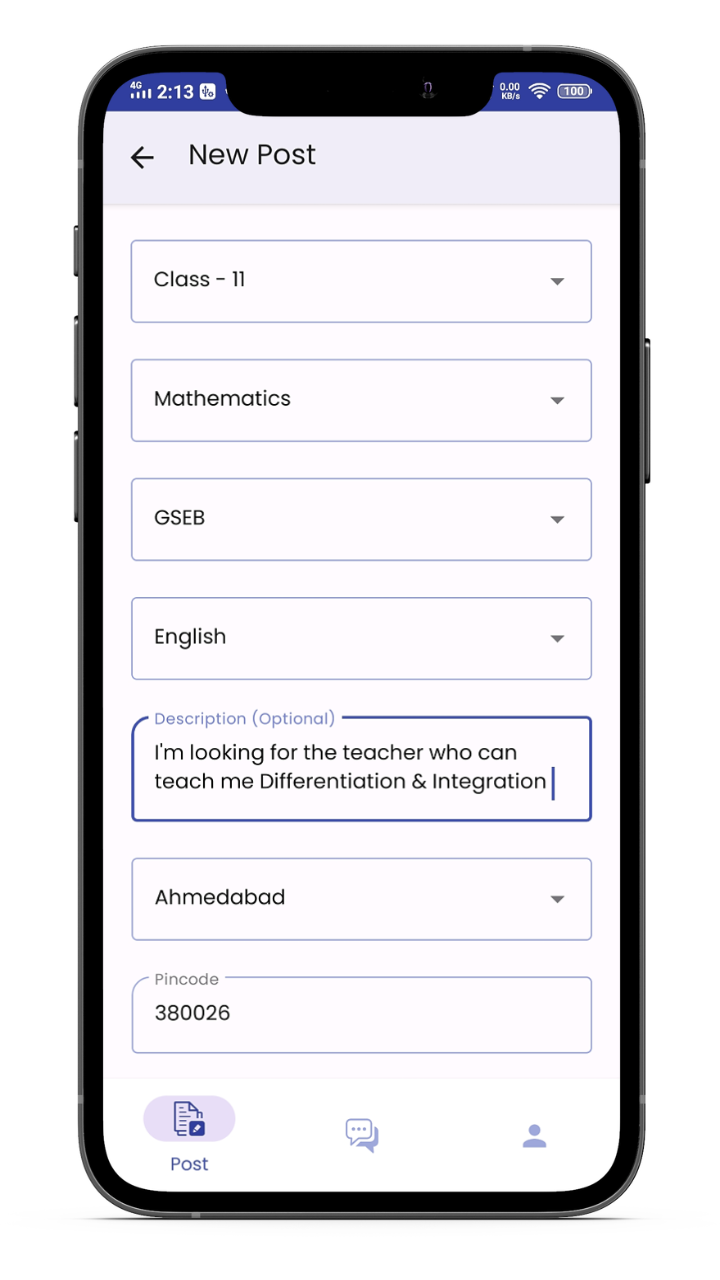 4G 2:13
0.00
KB/s
100
New Post
Class - 11
Mathematics
GSEB
English
Description (Optional)
I'm looking for the teacher who can
teach me Differentiation & Integration
Ahmedabad
Pincode
380026
Post